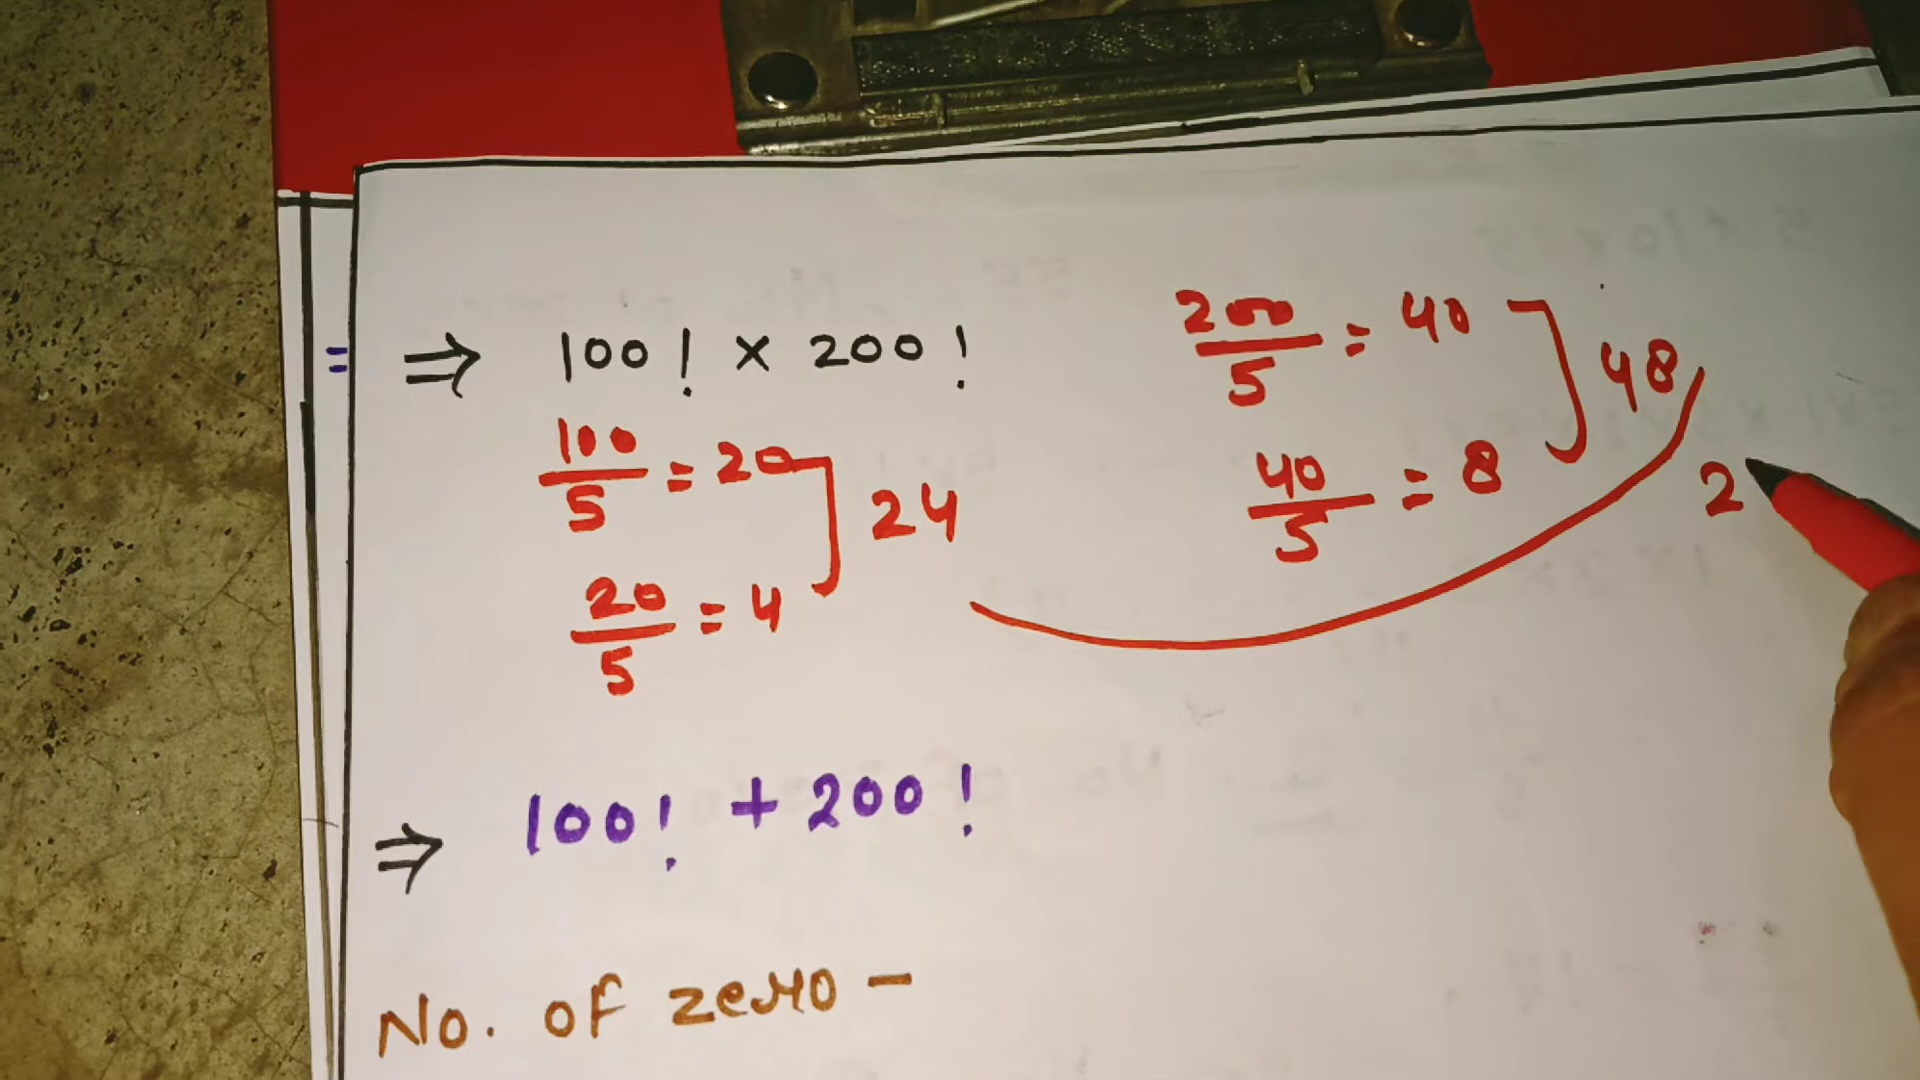 =
⇒ 100! × 200!
100/5 = 20
20/5 = 4
24
200/5 = 40
40/5 = 8
48
2
⇒ 100! + 200!
No. of zero -